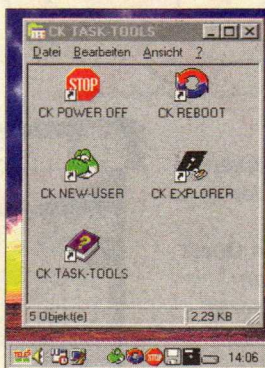 CK TASK-TOOLS
Datei Bearbeiten Ansicht ?
STOP
CK POWER OFF
CK REBOOT
CK NEW-USER
CK EXPLORER
?
CK TASK-TOOLS
5 Objekt(e)
2,29 KB
14:06